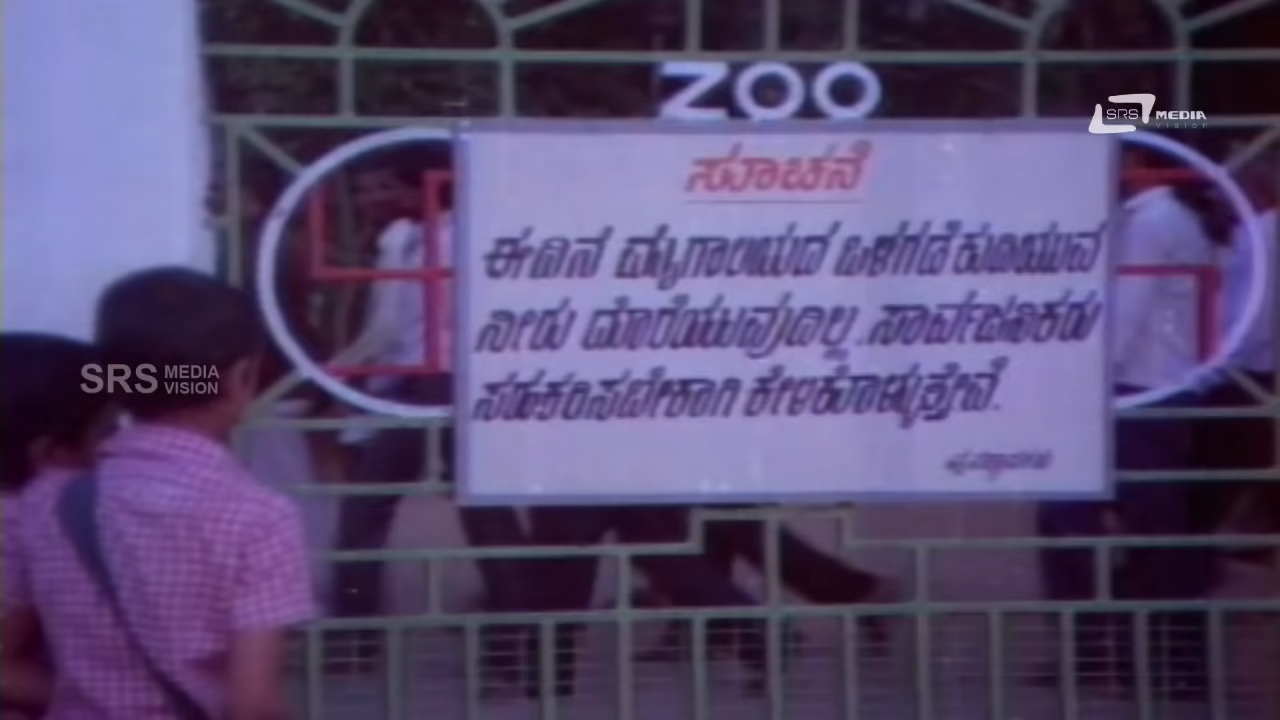 ZOO
SRS MEDIA
Vision
ಸೂಚನೆ
ಈದಿನ ಮೃಗಾಲಯದ ಒಳಗಡೆ ಕುಡಿಯುವ
ನೀರು ದೊರೆಯುವುದಿಲ್ಲ. ಸಾರ್ವಜನಿಕರು
ಸಹಕರಿಸಬೇಕಾಗಿ ಕೇಳಿಕೊಳ್ಳುತ್ತೇವೆ.
SRS MEDIA
VISION